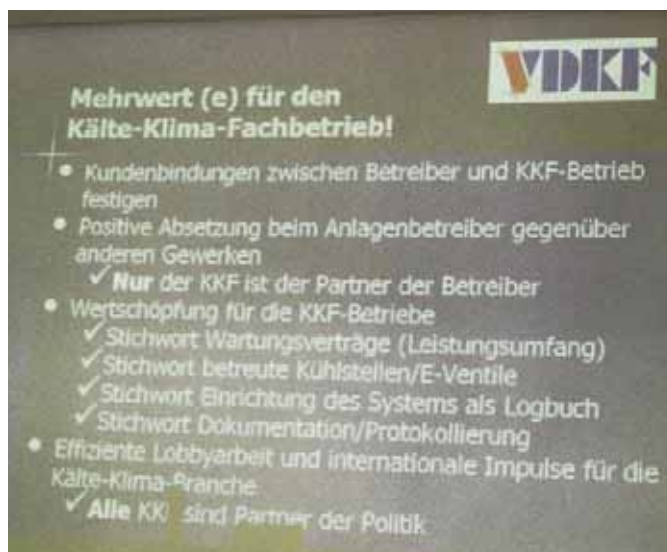 VDKF
Mehrwert (e) für den
Kälte-Klima-Fachbetrieb!
Kundenbindungen zwischen Betreiber und KKF-Betrieb
festigen
Positive Absetzung beim Anlagenbetreiber gegenüber
anderen Gewerken
Nur der KKF ist der Partner der Betreiber
Wertschöpfung für die KKF-Betriebe
Stichwort Wartungsverträge (Leistungsumfang)
Stichwort betreute Kühlstellen/E-Ventile
Stichwort Einrichtung des Systems als Logbuch
Stichwort Dokumentation/Protokollierung
Effiziente Lobbyarbeit und internationale Impulse für die
Kälte-Klima-Branche
Alle sind Partner der Politik